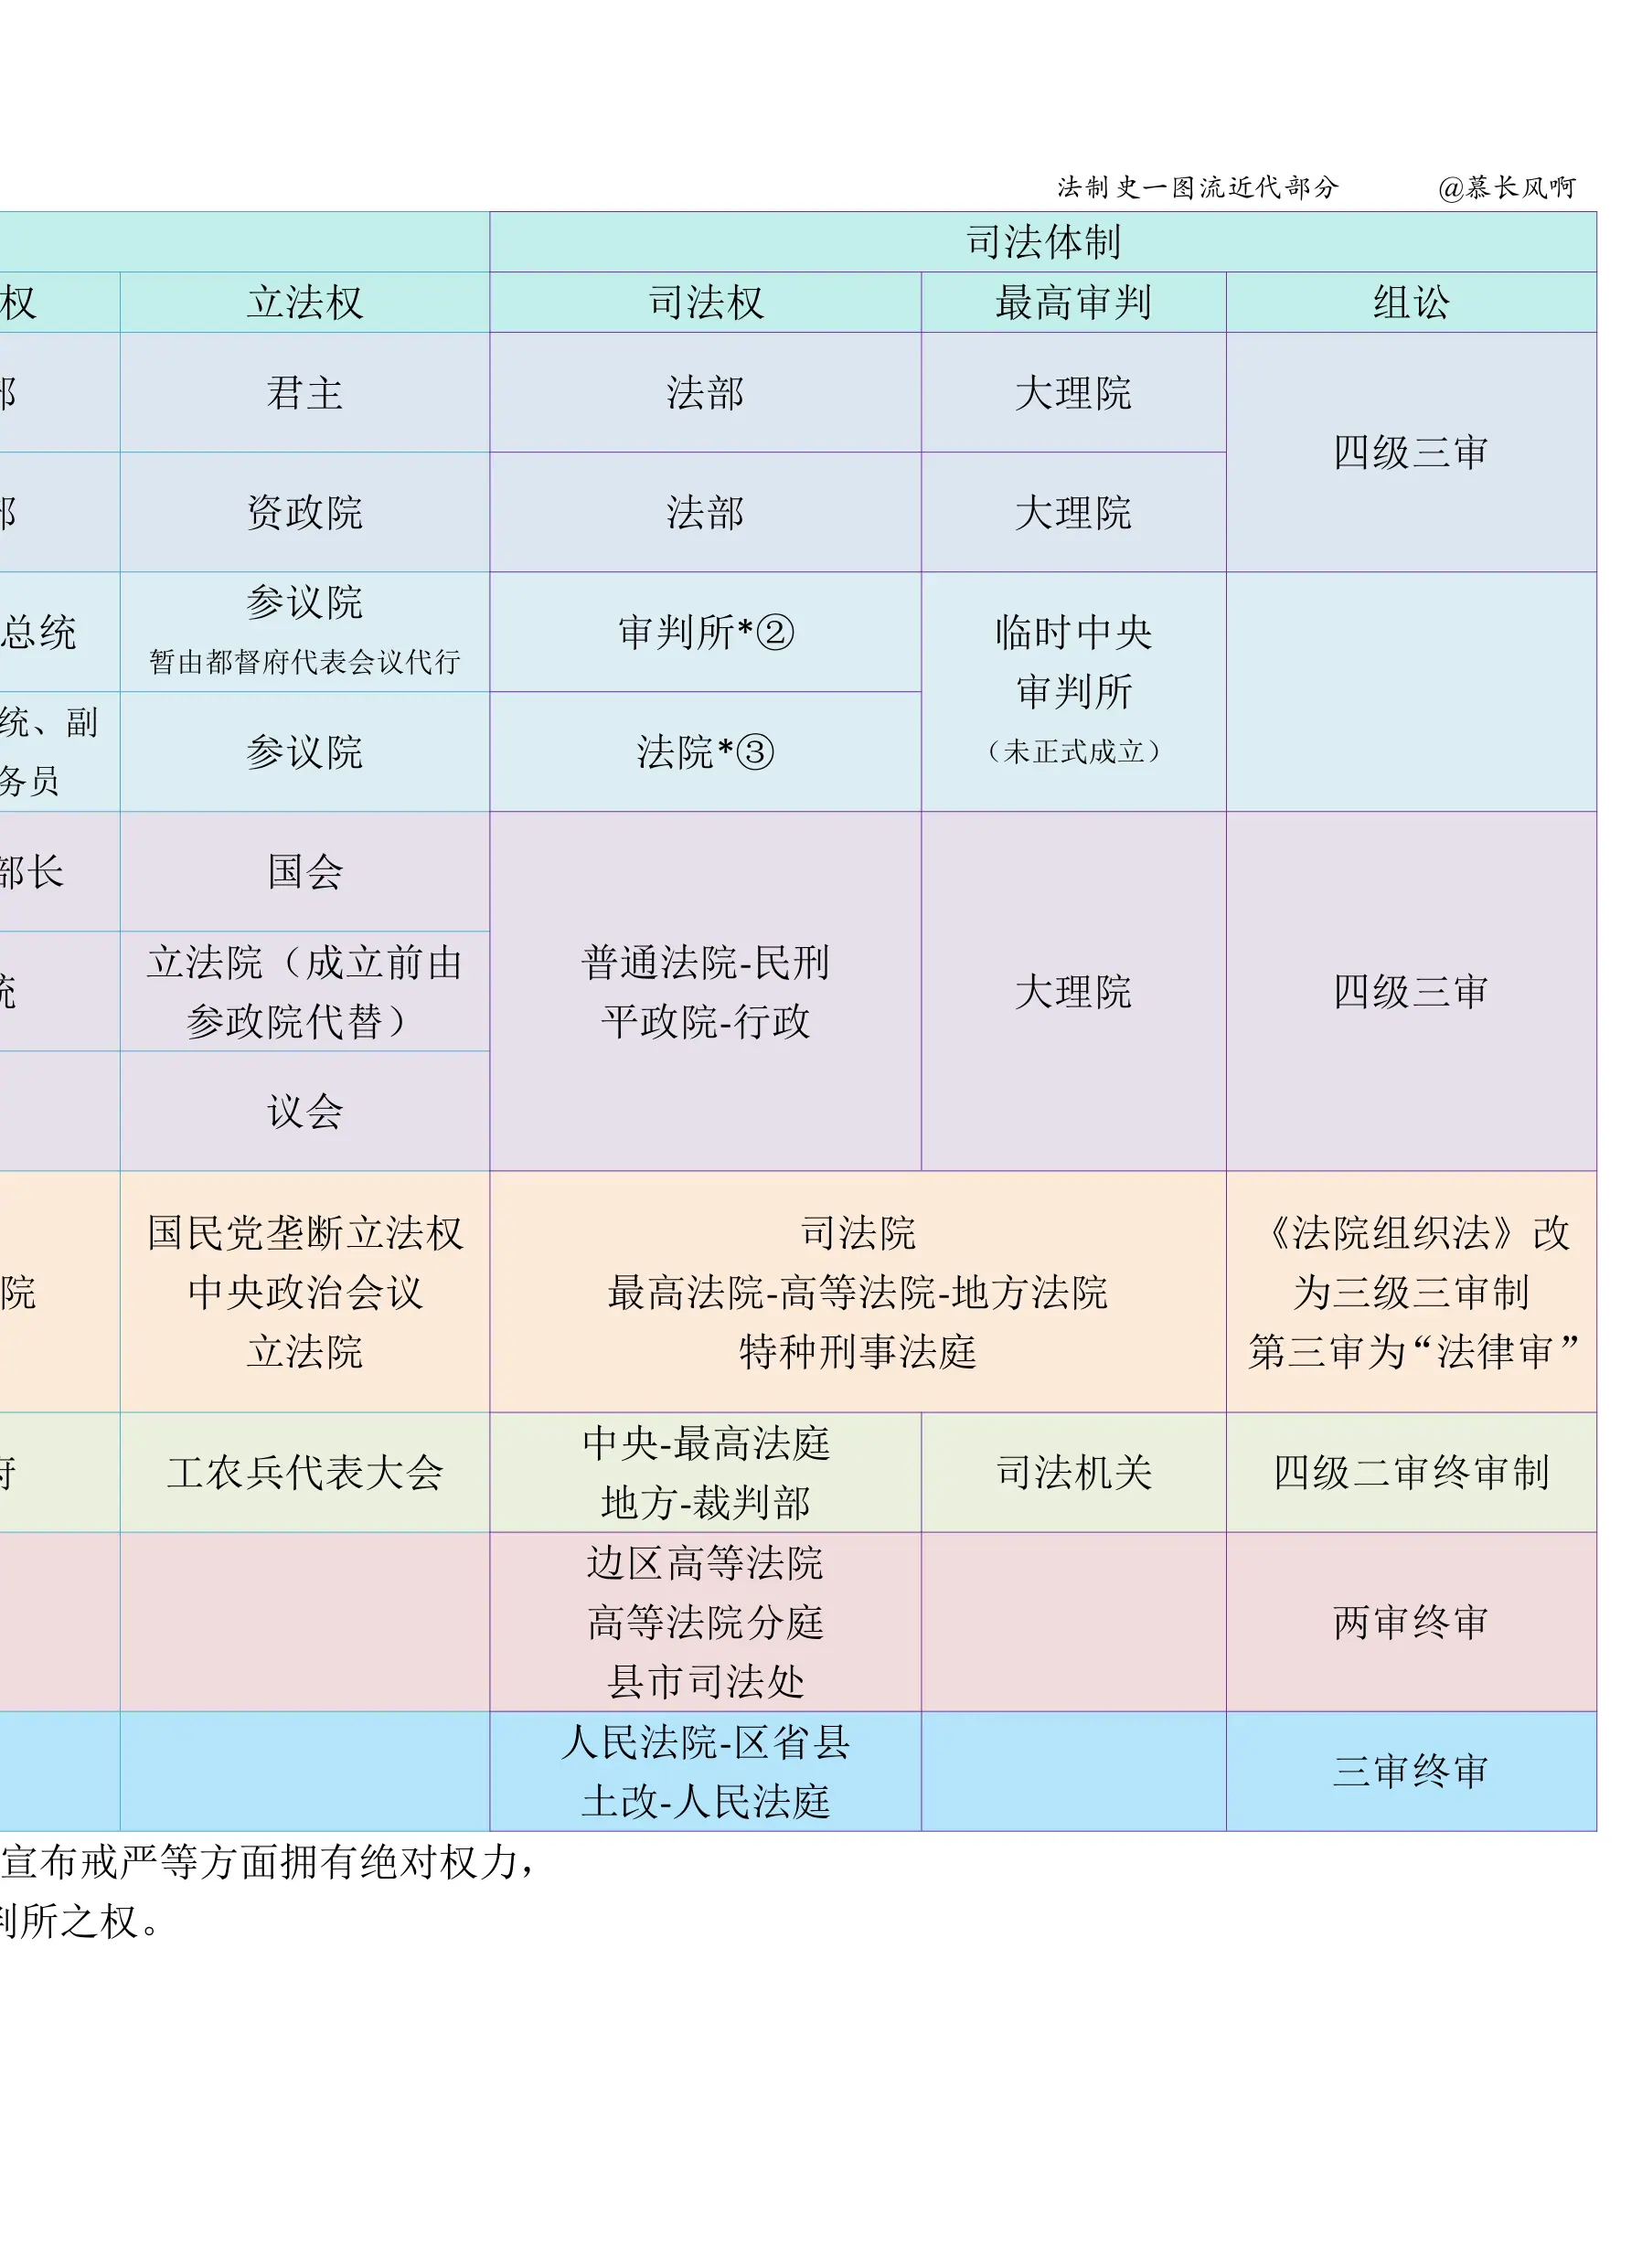 法制史一图流近代部分 @慕长风啊
司法体制
权 立法权 司法权 最高审判 组讼
部 君主 法部 大理院
四级三审
部 资政院 法部 大理院
总统
参议院
暂由都督府代表会议代行
审判所*②
临时中央
审判所
（未正式成立）
统、副
务员
参议院
法院*③
部长
国会
统
立法院（成立前由
参政院代替）
议会
普通法院-民刑
平政院-行政
大理院
四级三审
院
国民党垄断立法权
中央政治会议
立法院
司法院
最高法院-高等法院-地方法院
特种刑事法庭
《法院组织法》改
为三级三审制
第三审为“法律审”
府
工农兵代表大会
中央-最高法庭
地方-裁判部
司法机关
四级二审终审制
边区高等法院
高等法院分庭
县市司法处
两审终审
人民法院-区省县
土改-人民法庭
三审终审
宣布戒严等方面拥有绝对权力，
判所之权。